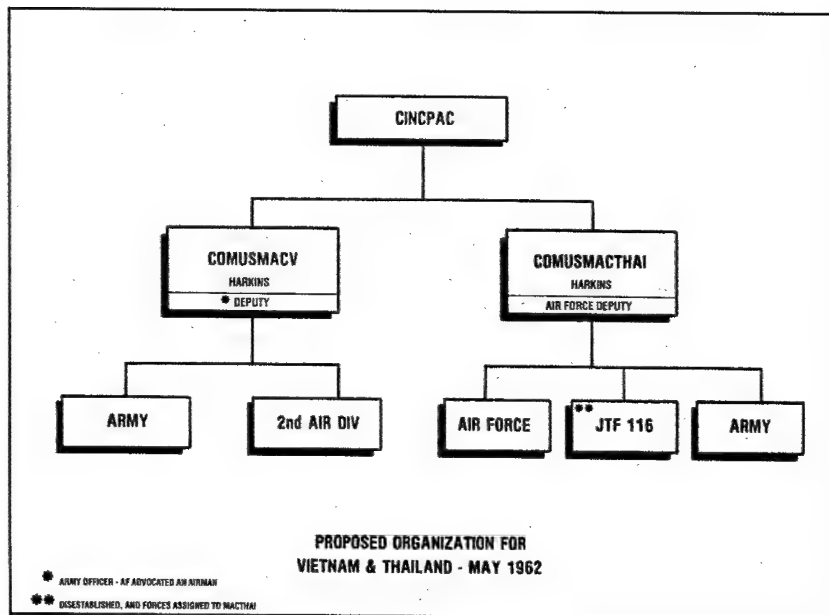 CINCPAC
COMUSMACV
HARKINS
* DEPUTY
COMUSMACTHAI
HARKINS
AIR FORCE DEPUTY
ARMY
2nd AIR DIV
AIR FORCE
** JTF 116
ARMY
PROPOSED ORGANIZATION FOR
VIETNAM & THAILAND - MAY 1962
* ARMY OFFICER - AF ADVOCATED AN AIRMAN
** DISESTABLISHED, AND FORCES ASSIGNED TO MACTHAI